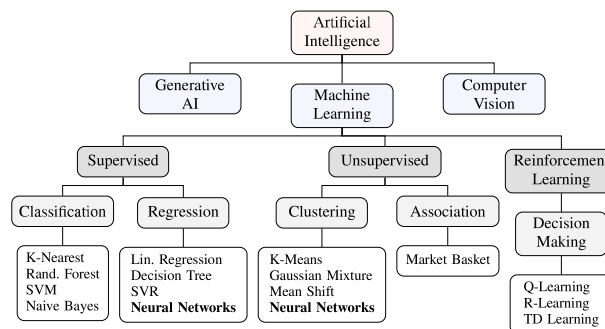 Artificial
Intelligence
Generative
AI
Machine
Learning
Computer
Vision
Supervised
Unsupervised
Reinforcemen
Learning
Classification
Regression
Clustering
Association
Decision
Making
K-Nearest
Rand. Forest
SVM
Naive Bayes
Lin. Regression
Decision Tree
SVR
Neural Networks
K-Means
Gaussian Mixture
Mean Shift
Neural Networks
Market Basket
Q-Learning
R-Learning
TD Learning